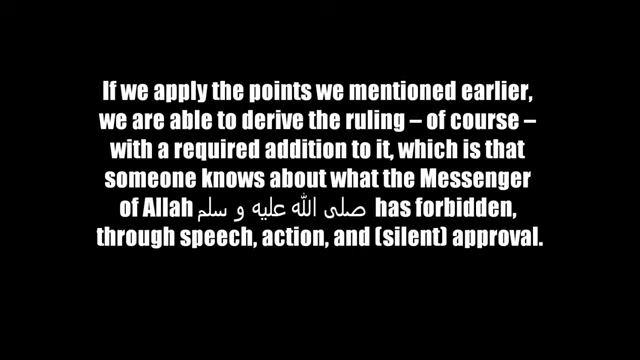 If we apply the points we mentioned earlier,
we are able to derive the ruling – of course –
with a required addition to it, which is that
someone knows about what the Messenger
of Allah صلى الله عليه و سلم has forbidden,
through speech, action, and (silent) approval.